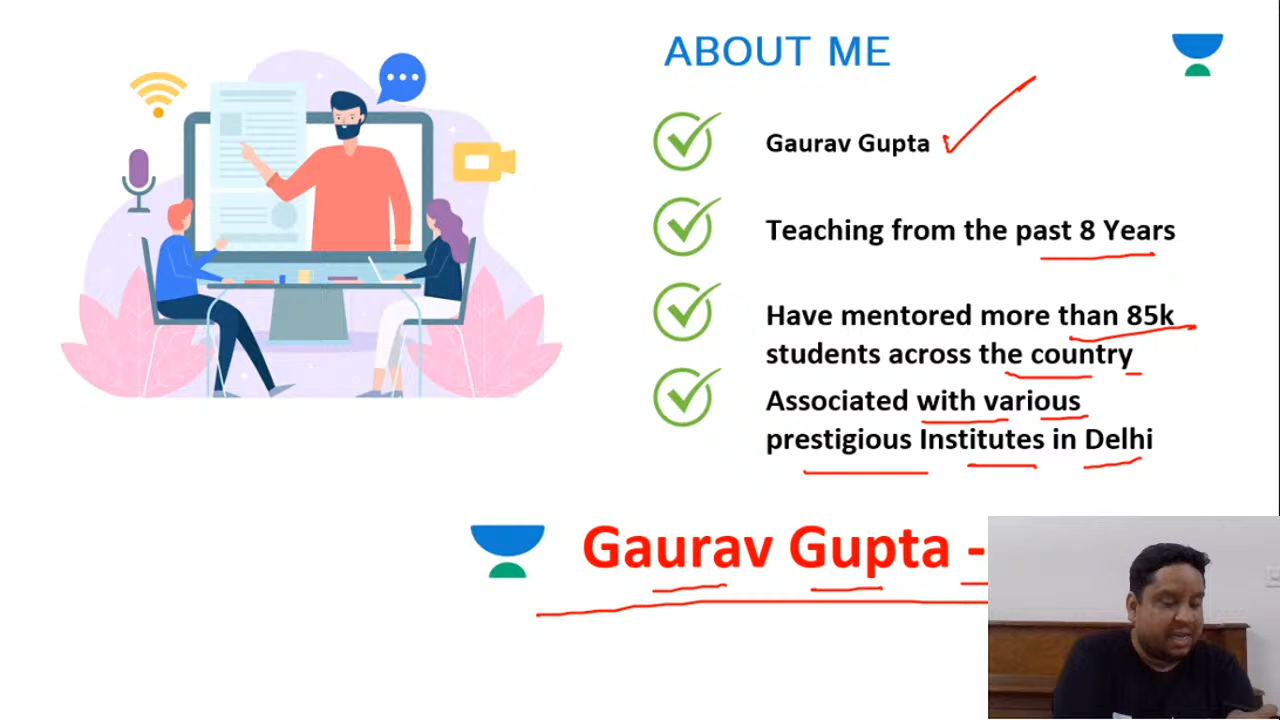 ABOUT ME
Gaurav Gupta
Teaching from the past 8 Years
Have mentored more than 85k
students across the country
Associated with various
prestigious Institutes in Delhi
Gaurav Gupta -